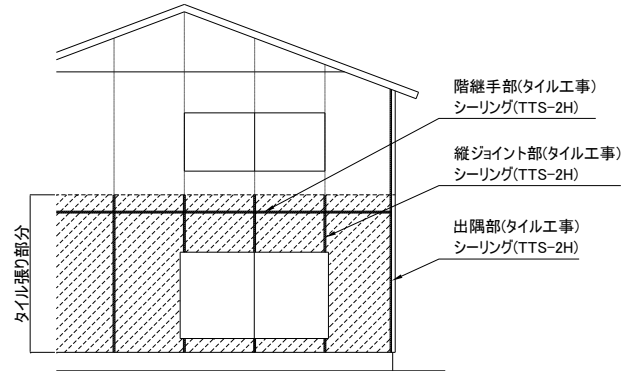 階継手部(タイル工事)
シーリング(TTS-2H)
縦ジョイント部(タイル工事)
シーリング(TTS-2H)
出隅部(タイル工事)
シーリング(TTS-2H)
タイル張り部分